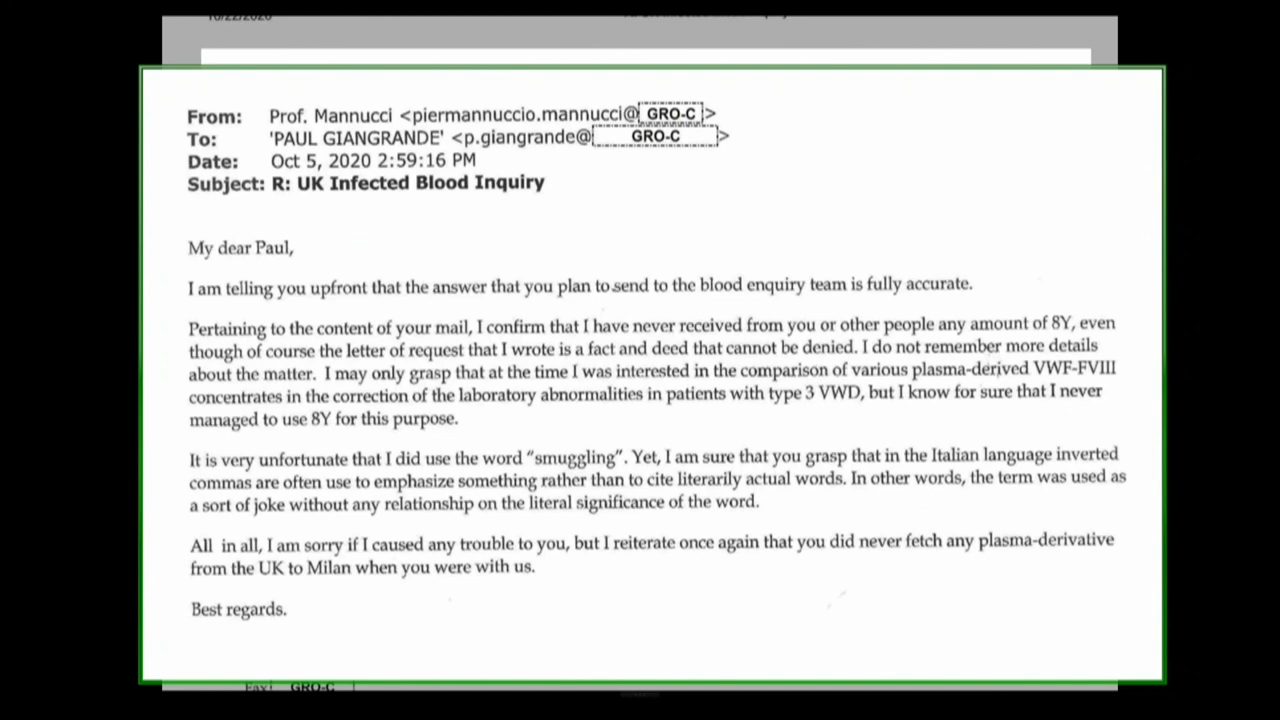 10/22/2020
From: Prof. Mannucci <piermannuccio.mannucci@ GRO-C >
To: 'PAUL GIANGRANDE' <p.giangrande@ GRO-C >
Date: Oct 5, 2020 2:59:16 PM
Subject: R: UK Infected Blood Inquiry
My dear Paul,
I am telling you upfront that the answer that you plan to send to the blood enquiry team is fully accurate.
Pertaining to the content of your mail, I confirm that I have never received from you or other people any amount of 8Y, even
though of course the letter of request that I wrote is a fact and deed that cannot be denied. I do not remember more details
about the matter. I may only grasp that at the time I was interested in the comparison of various plasma-derived VWF-FVIII
concentrates in the correction of the laboratory abnormalities in patients with type 3 VWD, but I know for sure that I never
managed to use 8Y for this purpose.
It is very unfortunate that I did use the word “smuggling”. Yet, I am sure that you grasp that in the Italian language inverted
commas are often use to emphasize something rather than to cite literarily actual words. In other words, the term was used as
a sort of joke without any relationship on the literal significance of the word.
All in all, I am sorry if I caused any trouble to you, but I reiterate once again that you did never fetch any plasma-derivative
from the UK to Milan when you were with us.
Best regards.
Fax: GRO-C